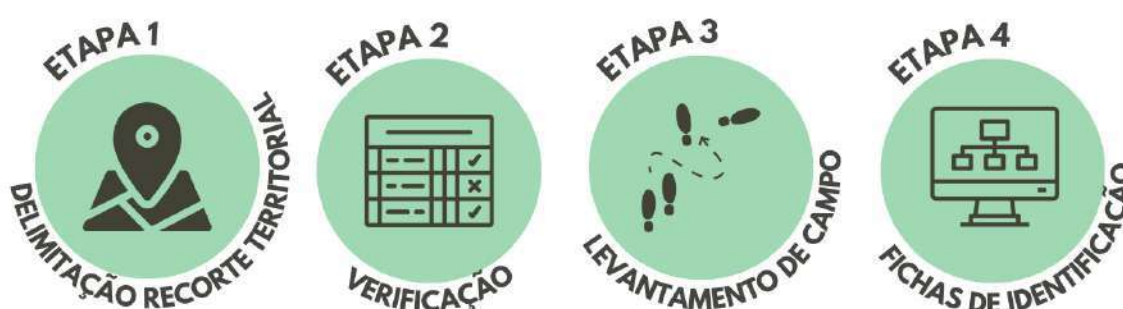 ETAPA 1
DELIMITAÇÃO RECORTE TERRITORIAL
ETAPA 2
VERIFICAÇÃO
ETAPA 3
LEVANTAMENTO DE CAMPO
ETAPA 4
FICHAS DE IDENTIFICAÇÃO